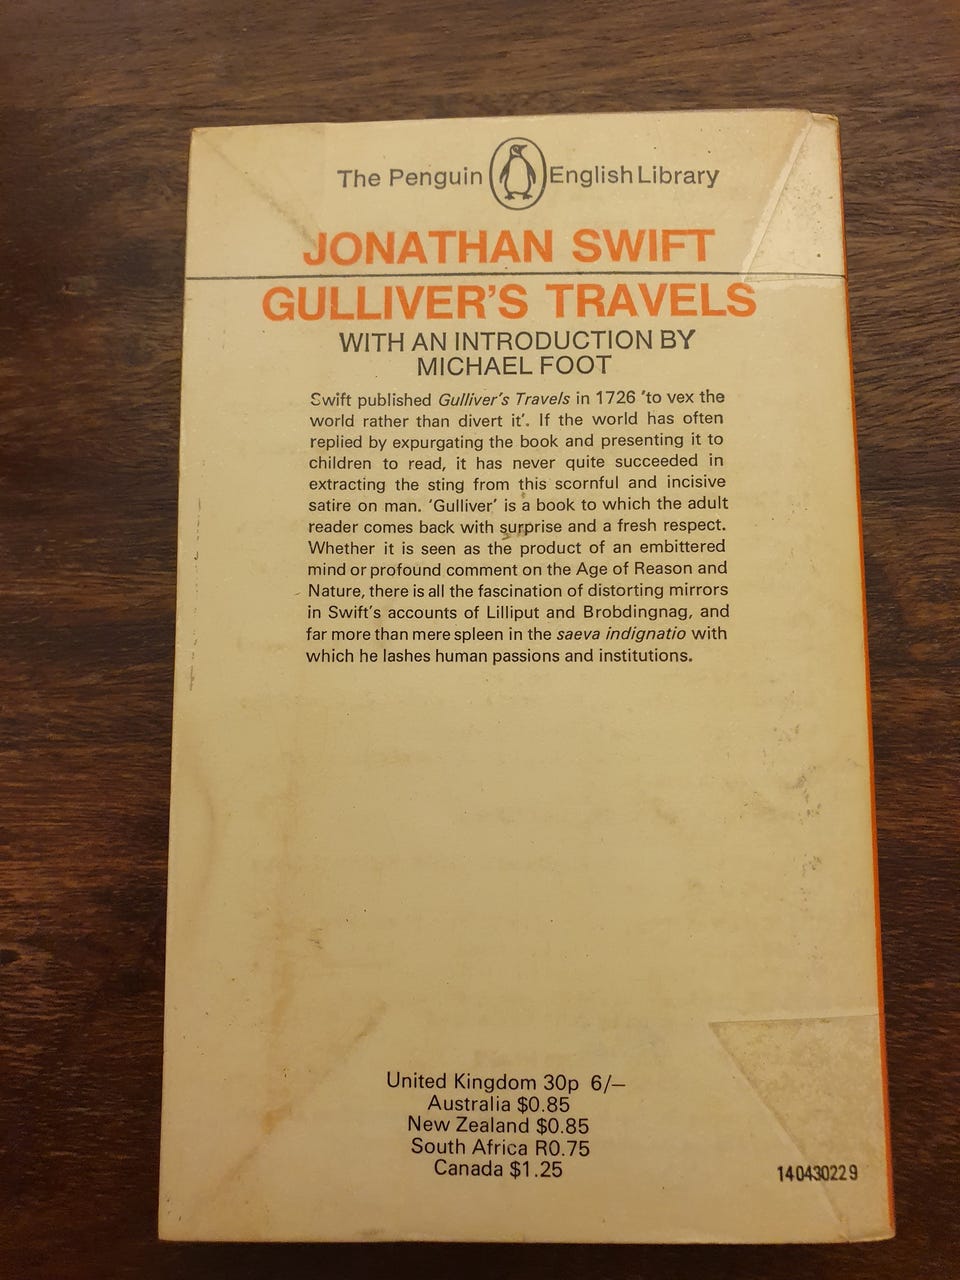 The Penguin English Library
JONATHAN SWIFT
GULLIVER'S TRAVELS
WITH AN INTRODUCTION BY
MICHAEL FOOT
Swift published Gulliver's Travels in 1726 'to vex the
world rather than divert it'. If the world has often
replied by expurgating the book and presenting it to
children to read, it has never quite succeeded in
extracting the sting from this scornful and incisive
satire on man. 'Gulliver' is a book to which the adult
reader comes back with surprise and a fresh respect.
Whether it is seen as the product of an embittered
mind or profound comment on the Age of Reason and
Nature, there is all the fascination of distorting mirrors
in Swift's accounts of Lilliput and Brobdingnag, and
far more than mere spleen in the saeva indignatio with
which he lashes human passions and institutions.
United Kingdom 30p 6/–
Australia $0.85
New Zealand $0.85
South Africa R0.75
Canada $1.25
140430229